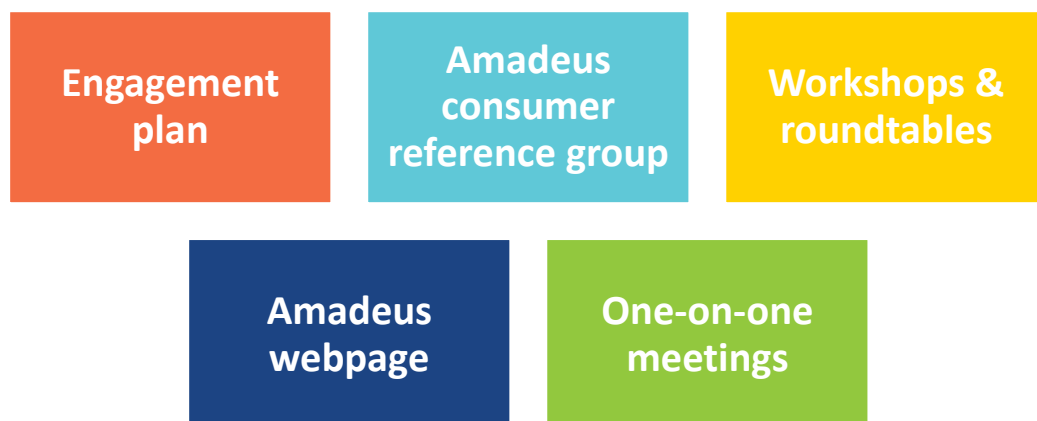 Engagement
plan
Amadeus
consumer
reference group
Workshops &
roundtables
Amadeus
webpage
One-on-one
meetings